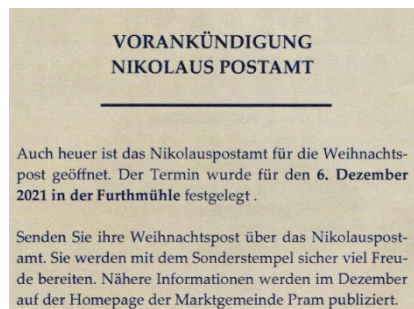 VORANKÜNDIGUNG
NIKOLAUS POSTAMT
Auch heuer ist das Nikolauspostamt für die Weihnachts-
post geöffnet. Der Termin wurde für den 6. Dezember
2021 in der Furthmühle festgelegt .
Senden Sie ihre Weihnachtspost über das Nikolauspost-
amt. Sie werden mit dem Sonderstempel sicher viel Freu-
de bereiten. Nähere Informationen werden im Dezember
auf der Homepage der Marktgemeinde Pram publiziert.